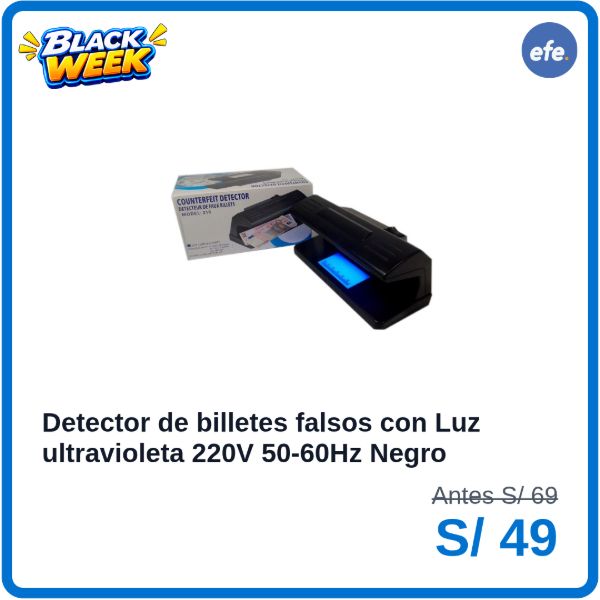 BLACK
WEEK
efe.
COUNTERFEIT DETECTOR
Detector de billetes falsos con Luz
ultravioleta 220V 50-60Hz Negro
Antes S/ 69
S/ 49